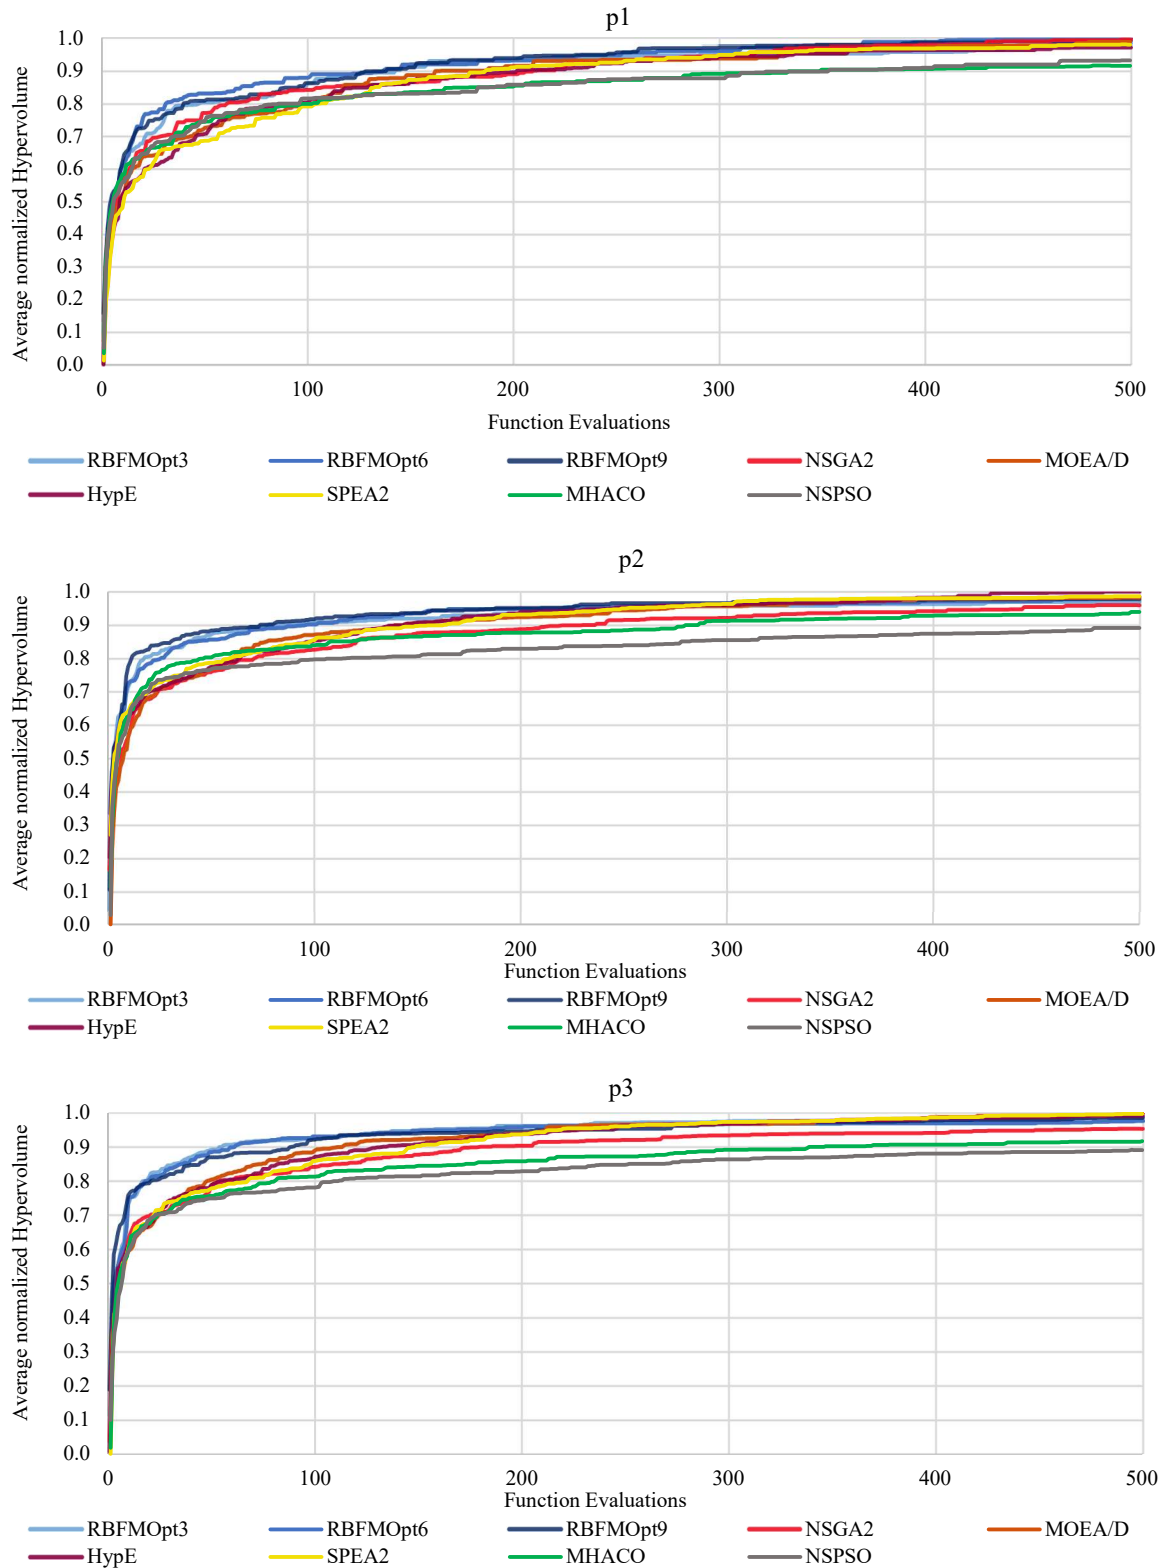 p1
Average normalized Hypervolume
1.0
0.9
0.8
0.7
0.6
0.5
0.4
0.3
0.2
0.1
0.0
0 100 200 300 400 500
Function Evaluations
RBFMOpt3 RBFMOpt6 RBFMOpt9 NSGA2 MOEA/D
HypE SPEA2 MHACO NSPSO
p2
Average normalized Hypervolume
1.0
0.9
0.8
0.7
0.6
0.5
0.4
0.3
0.2
0.1
0.0
0 100 200 300 400 500
Function Evaluations
RBFMOpt3 RBFMOpt6 RBFMOpt9 NSGA2 MOEA/D
HypE SPEA2 MHACO NSPSO
p3
Average normalized Hypervolume
1.0
0.9
0.8
0.7
0.6
0.5
0.4
0.3
0.2
0.1
0.0
0 100 200 300 400 500
Function Evaluations
RBFMOpt3 RBFMOpt6 RBFMOpt9 NSGA2 MOEA/D
HypE SPEA2 MHACO NSPSO